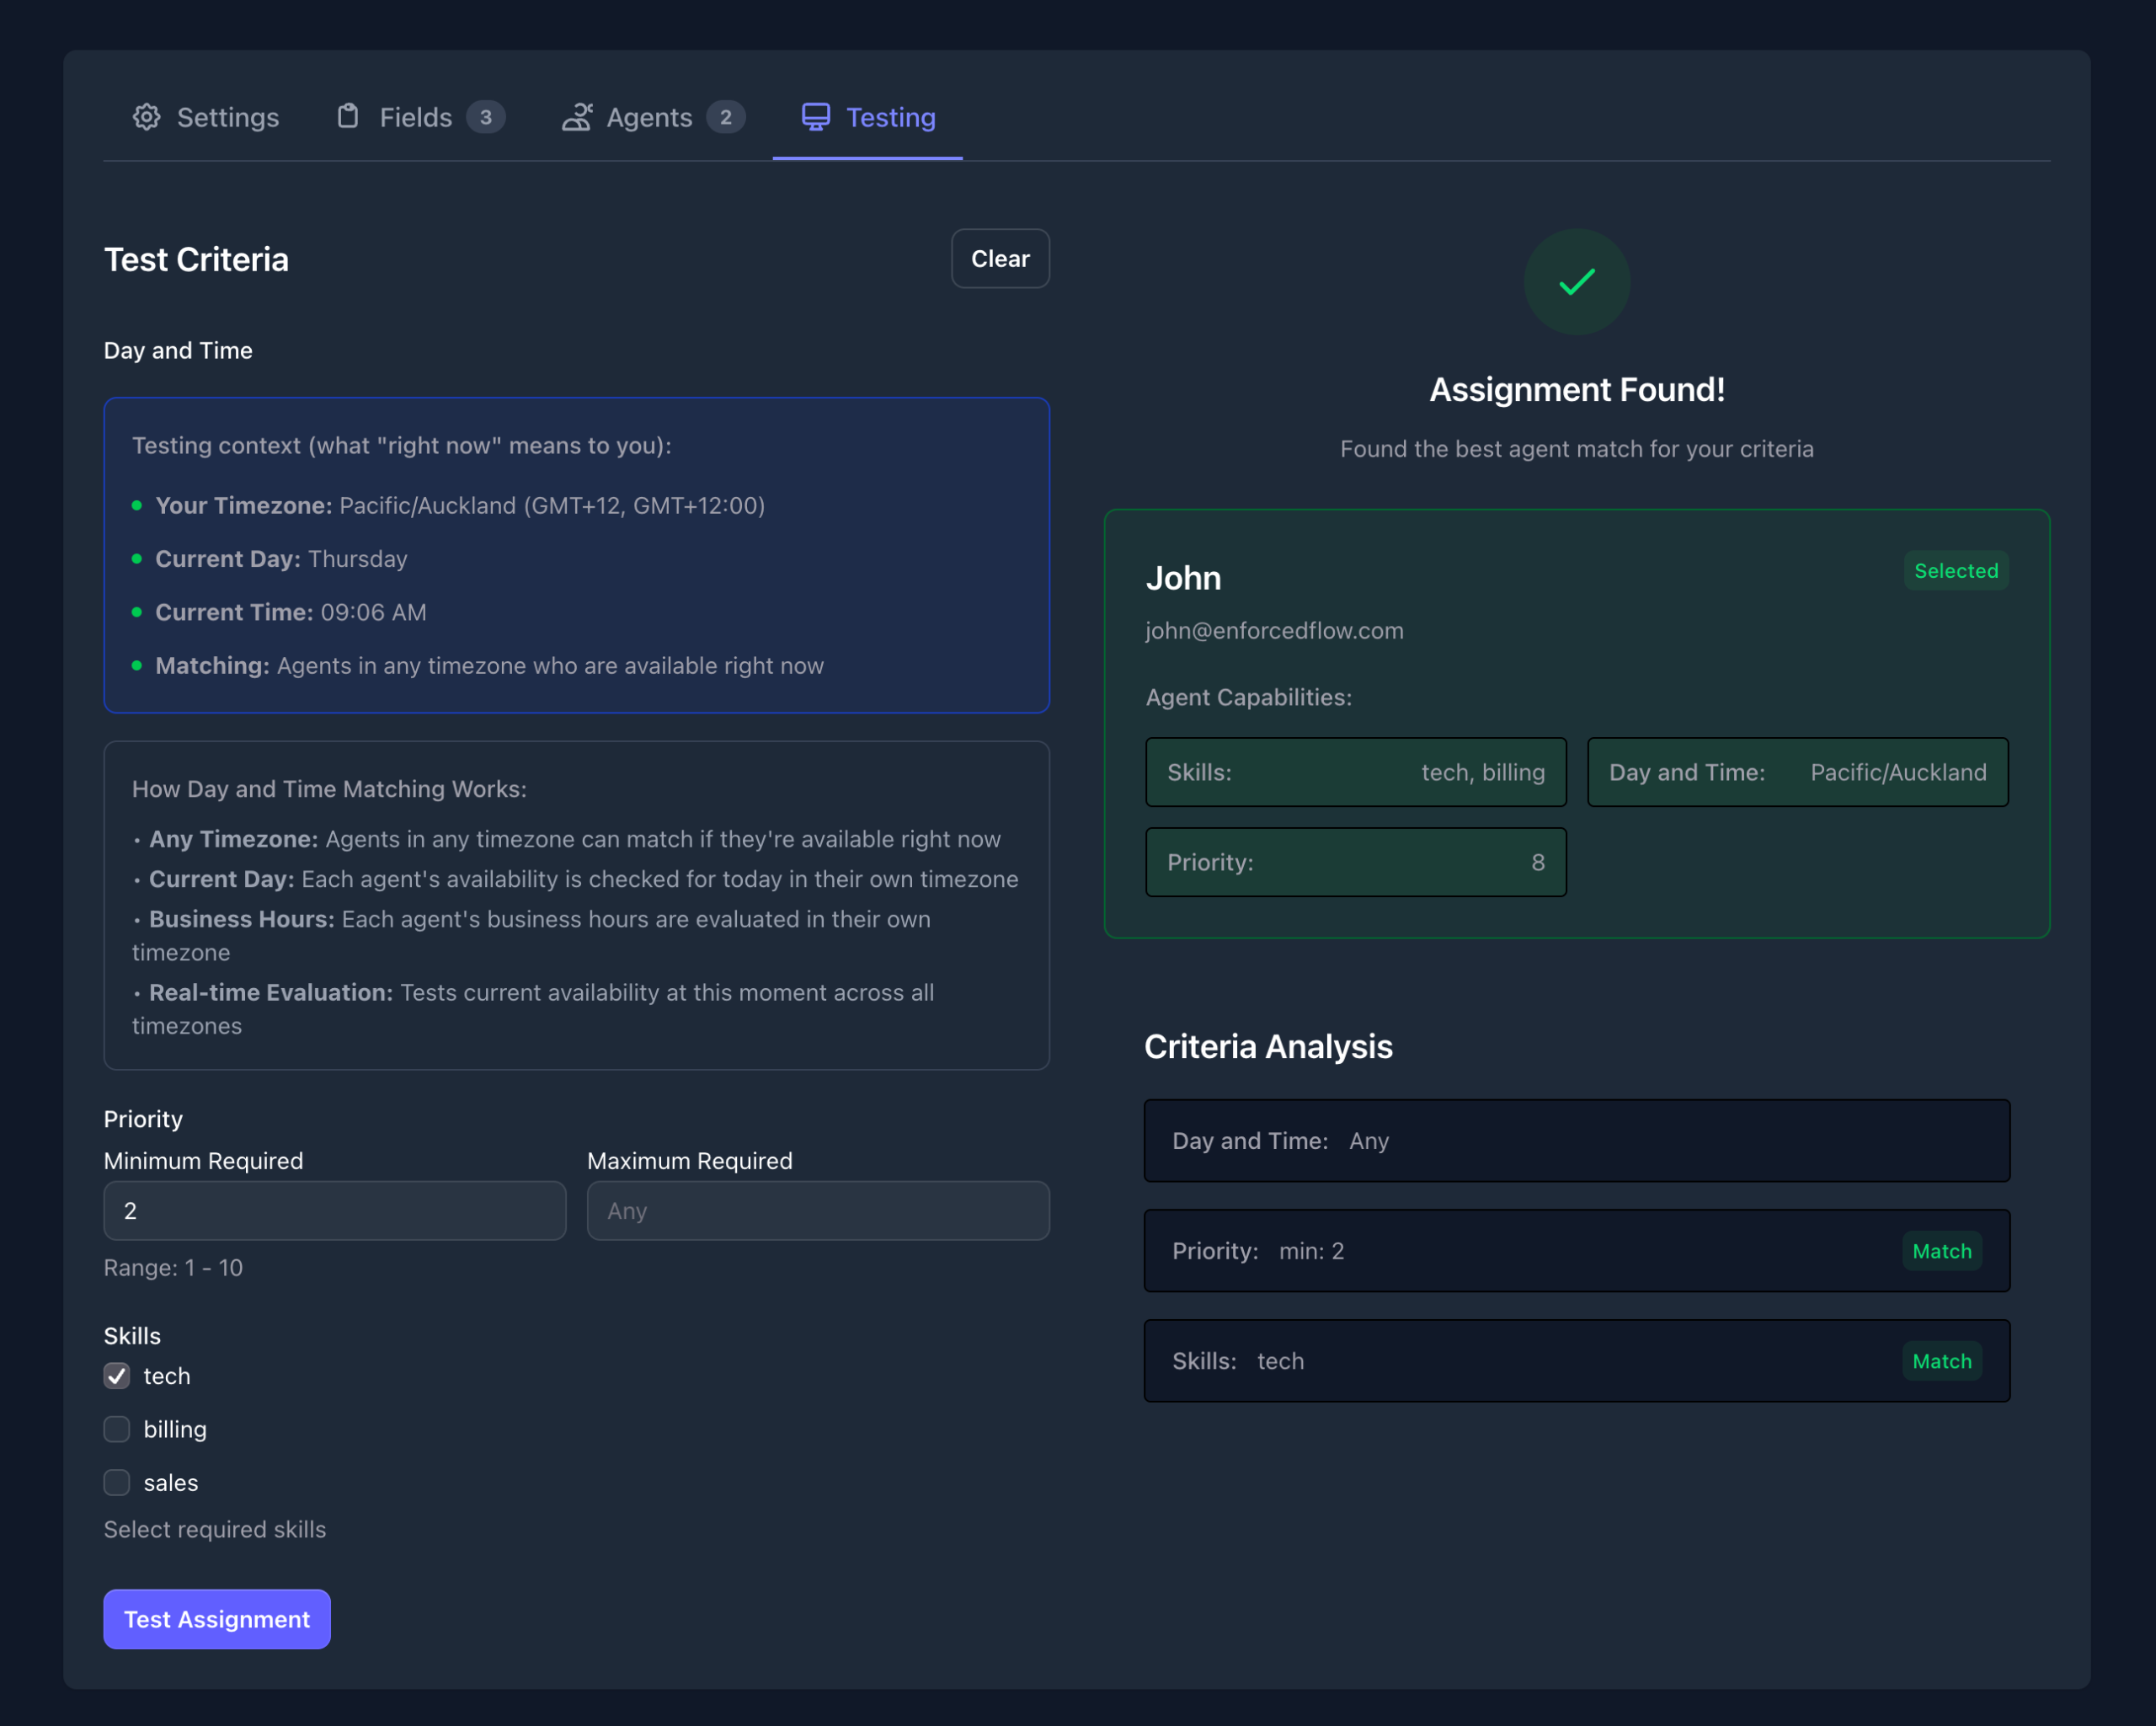 Settings
Fields 3
Agents 2
Testing
Test Criteria
Clear
Day and Time
Testing context (what "right now" means to you):
Your Timezone: Pacific/Auckland (GMT+12, GMT+12:00)
Current Day: Thursday
Current Time: 09:06 AM
Matching: Agents in any timezone who are available right now
How Day and Time Matching Works:
• Any Timezone: Agents in any timezone can match if they're available right now
• Current Day: Each agent's availability is checked for today in their own timezone
• Business Hours: Each agent's business hours are evaluated in their own
timezone
• Real-time Evaluation: Tests current availability at this moment across all
timezones
Priority
Minimum Required
Maximum Required
2
Any
Range: 1 - 10
Skills
tech
billing
sales
Select required skills
Test Assignment
Assignment Found!
Found the best agent match for your criteria
John
Selected
john@enforcedflow.com
Agent Capabilities:
Skills: tech, billing
Day and Time: Pacific/Auckland
Priority: 8
Criteria Analysis
Day and Time: Any
Priority: min: 2 Match
Skills: tech Match